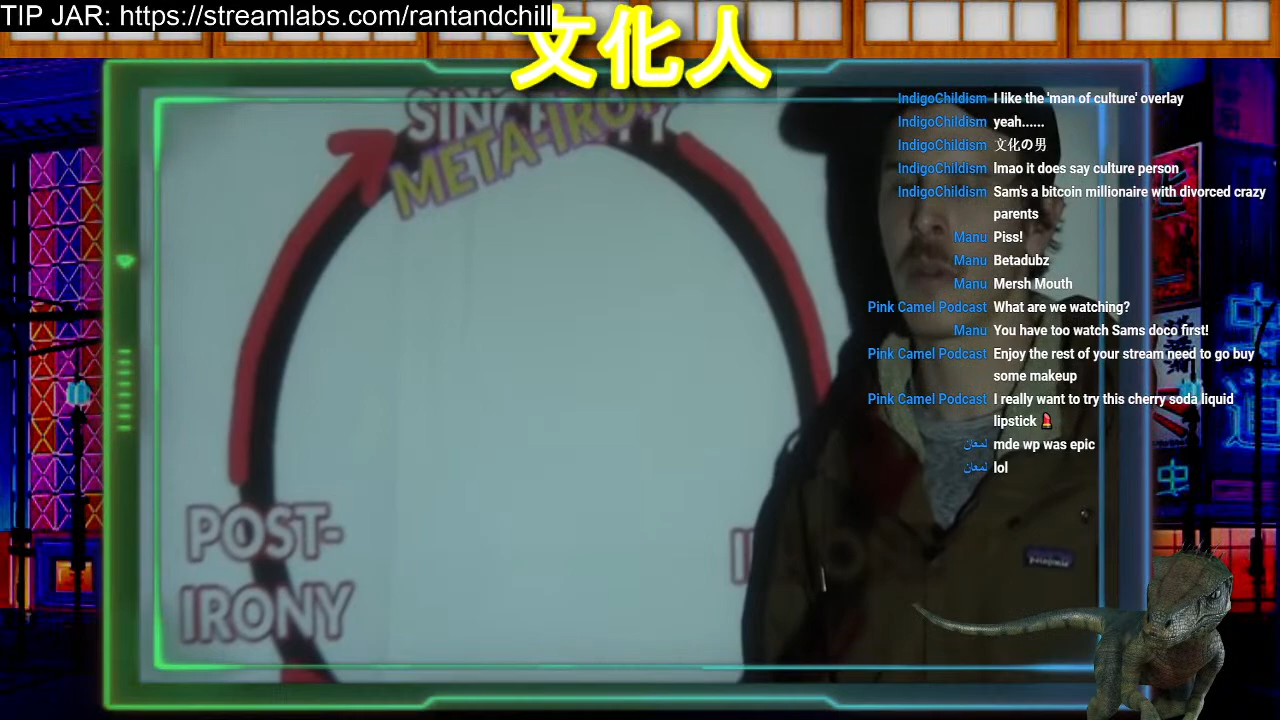 TIP JAR: https://streamlabs.com/rantandchill
文化人
META-IRO
IndigoChildism I like the 'man of culture' overlay
IndigoChildism yeah......
IndigoChildism 文化の男
IndigoChildism lmao it does say culture person
IndigoChildism Sam's a bitcoin millionaire with divorced crazy
parents
Manu Piss!
Manu Betadubz
Manu Mersh Mouth
Pink Camel Podcast What are we watching?
Manu You have too watch Sams doco first!
Pink Camel Podcast Enjoy the rest of your stream need to go buy
some makeup
Pink Camel Podcast I really want to try this cherry soda liquid
lipstick 💄
لمعان mde wp was epic
لمعان lol
POST-
IRONY